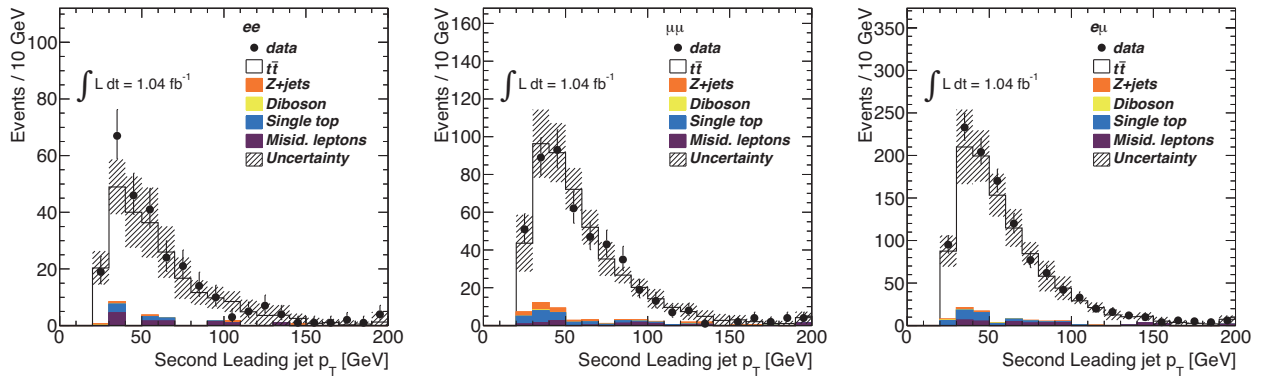 Events / 10 GeV
100
80
60
40
20
0
0 50 100 150 200
Second Leading jet p_T [GeV]
ee
∫ L dt = 1.04 fb⁻¹
data
tt̄
Z+jets
Diboson
Single top
Misid. leptons
Uncertainty
Events / 10 GeV
160
140
120
100
80
60
40
20
0
0 50 100 150 200
Second Leading jet p_T [GeV]
μμ
∫ L dt = 1.04 fb⁻¹
data
tt̄
Z+jets
Diboson
Single top
Misid. leptons
Uncertainty
Events / 10 GeV
350
300
250
200
150
100
50
0
0 50 100 150 200
Second Leading jet p_T [GeV]
eμ
∫ L dt = 1.04 fb⁻¹
data
tt̄
Z+jets
Diboson
Single top
Misid. leptons
Uncertainty